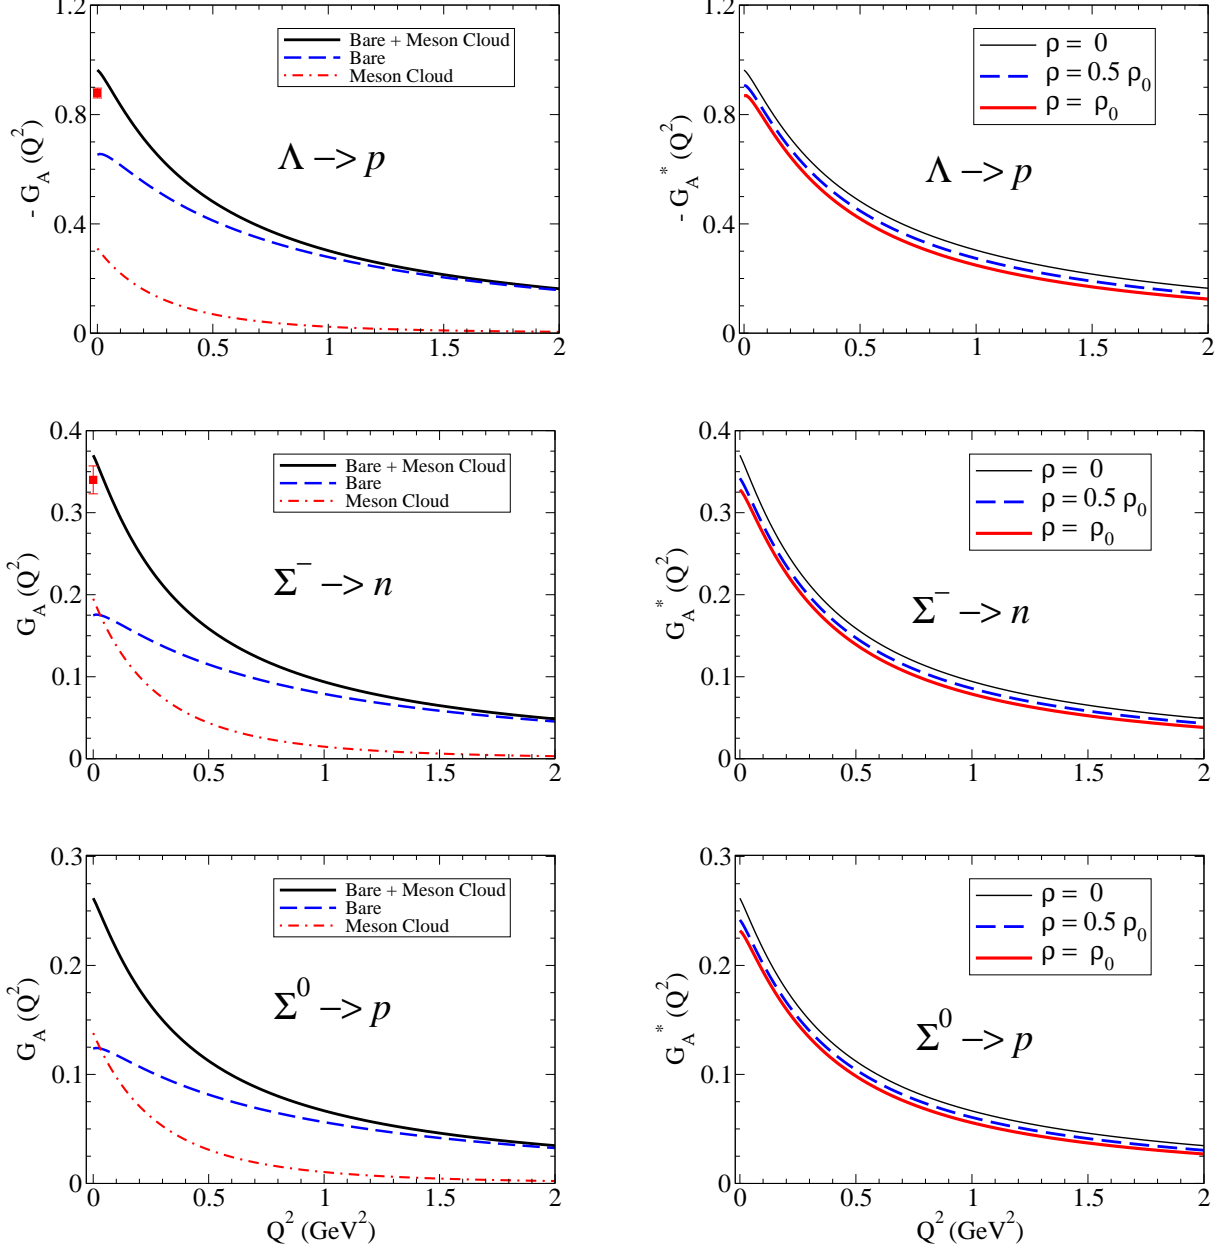 1.2
0.8
0.4
0
0 0.5 1 1.5 2
- G_A (Q^2)
Bare + Meson Cloud
Bare
Meson Cloud
Λ –> p
1.2
0.8
0.4
0
0 0.5 1 1.5 2
- G_A^* (Q^2)
ρ = 0
ρ = 0.5 ρ_0
ρ = ρ_0
Λ –> p
0.4
0.3
0.2
0.1
0
0 0.5 1 1.5 2
G_A (Q^2)
Bare + Meson Cloud
Bare
Meson Cloud
Σ^– –> n
0.4
0.3
0.2
0.1
0
0 0.5 1 1.5 2
G_A^* (Q^2)
ρ = 0
ρ = 0.5 ρ_0
ρ = ρ_0
Σ^– –> n
0.3
0.2
0.1
0
0 0.5 1 1.5 2
G_A (Q^2)
Bare + Meson Cloud
Bare
Meson Cloud
Σ^0 –> p
Q^2 (GeV^2)
0.3
0.2
0.1
0
0 0.5 1 1.5 2
G_A^* (Q^2)
ρ = 0
ρ = 0.5 ρ_0
ρ = ρ_0
Σ^0 –> p
Q^2 (GeV^2)